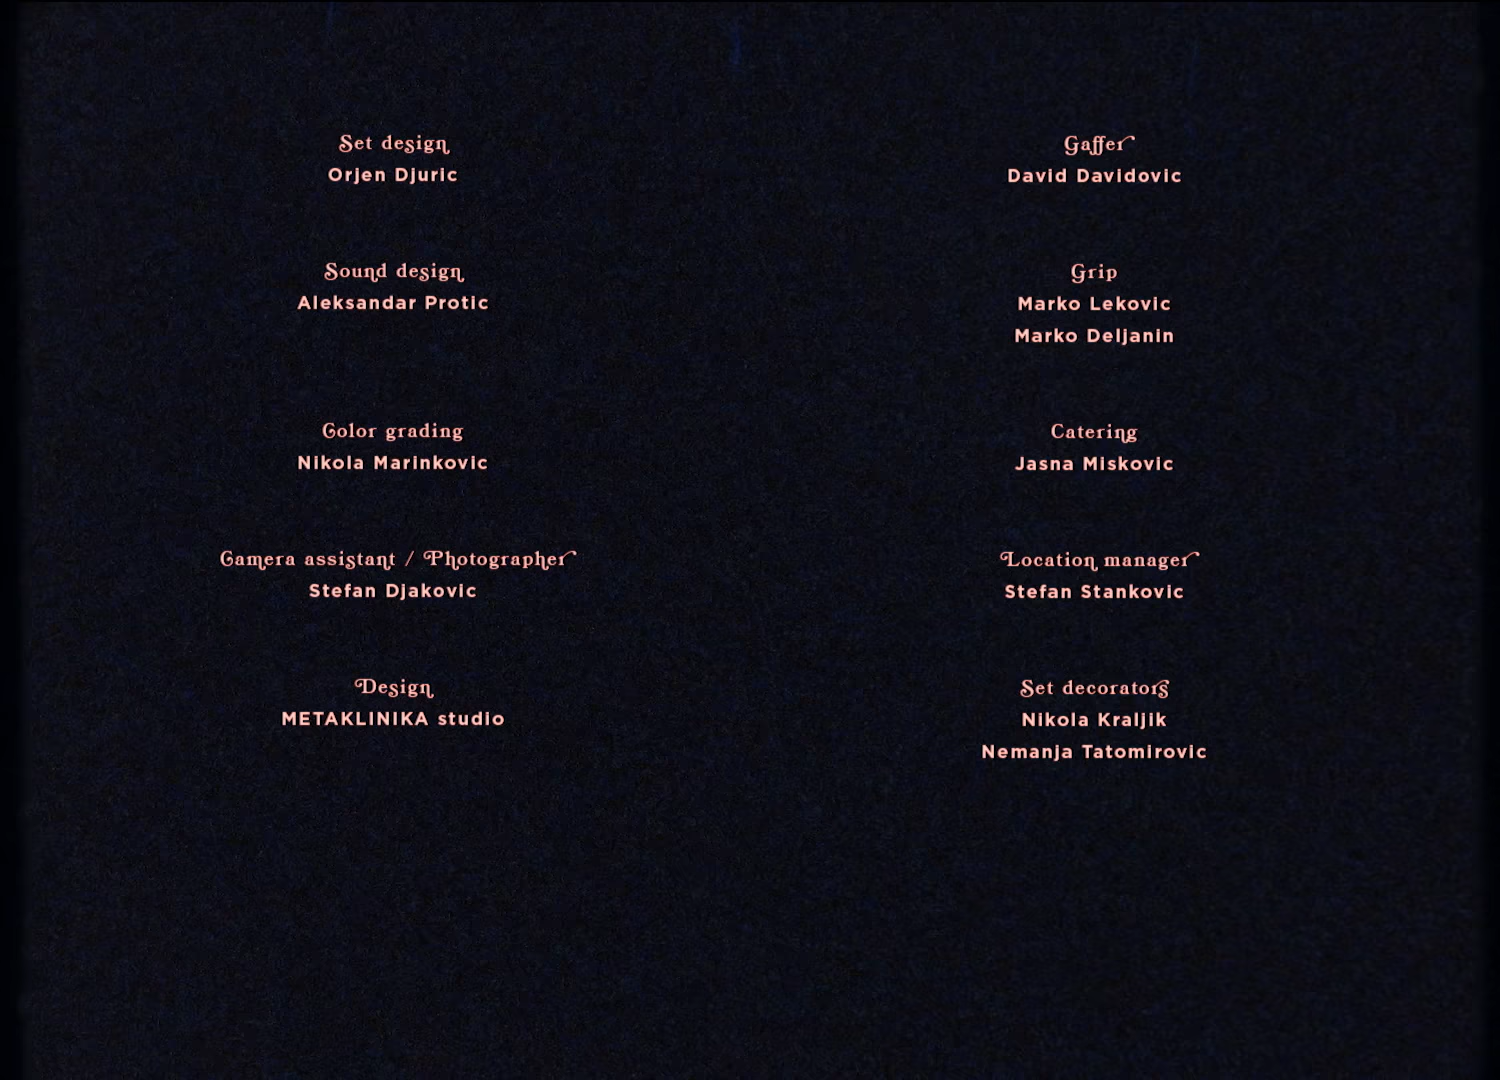 Set design
Orjen Djuric
Sound design
Aleksandar Protic
Color grading
Nikola Marinkovic
Camera assistant / Photographer
Stefan Djakovic
Design
METAKLINIKA studio
Gaffer
David Davidovic
Grip
Marko Lekovic
Marko Deljanin
Catering
Jasna Miskovic
Location manager
Stefan Stankovic
Set decorators
Nikola Kraljik
Nemanja Tatomirovic